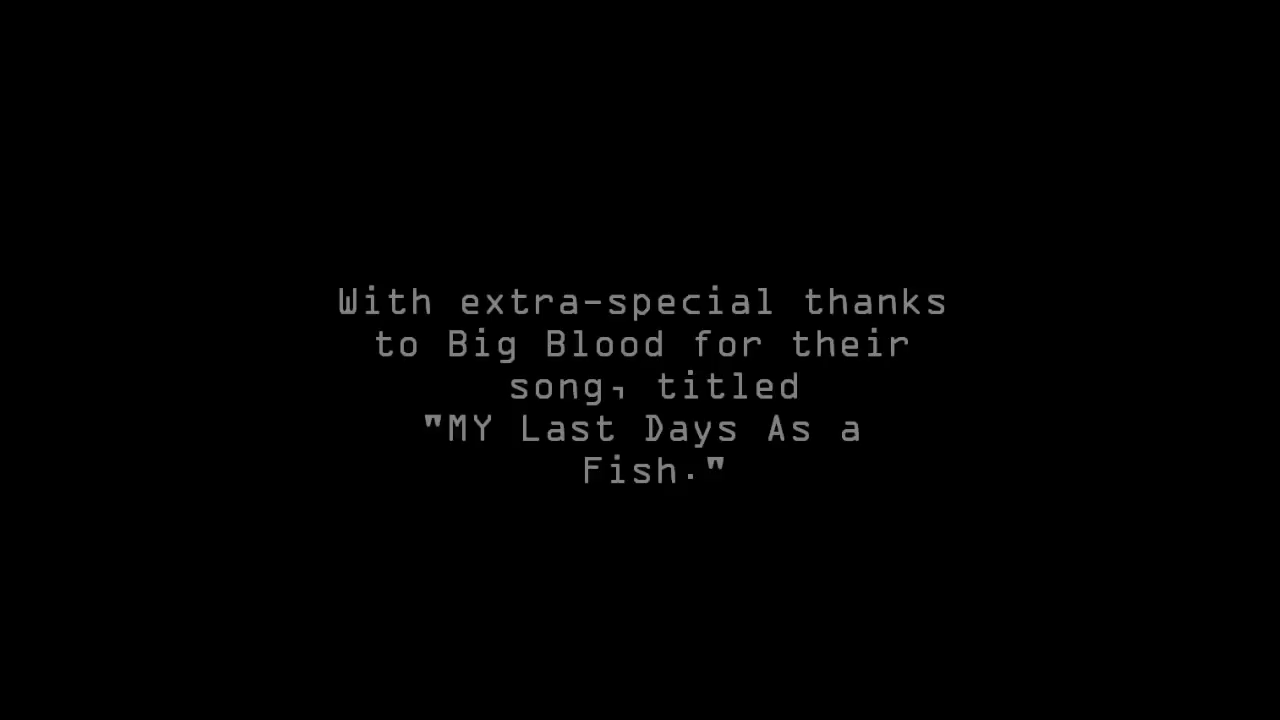 With extra-special thanks
to Big Blood for their
song, titled
"MY Last Days As a
Fish."